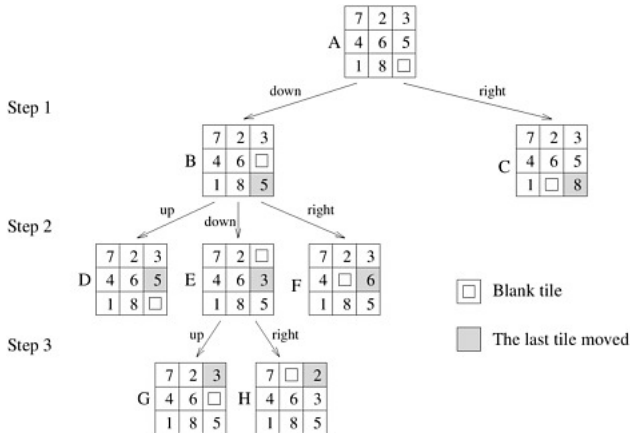 7 2 3
A 4 6 5
1 8
down right
Step 1
7 2 3 7 2 3
B 4 6 C 4 6 5
1 8 5 1 8
up down right
Step 2
7 2 3 7 2 7 2 3
D 4 6 5 E 4 6 3 F 4 6
1 8 1 8 5 1 8 5
Blank tile
The last tile moved
up right
Step 3
7 2 3 7 2
G 4 6 H 4 6 3
1 8 5 1 8 5